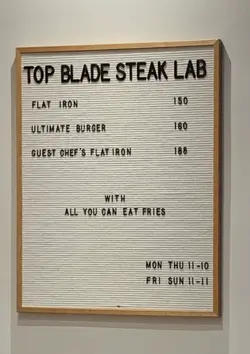 TOP BLADE STEAK LAB
FLAT IRON 150
ULTIMATE BURGER 160
GUEST CHEF'S FLAT IRON 188
WITH
ALL YOU CAN EAT FRIES
MON THU 11-10
FRI SUN 11-11